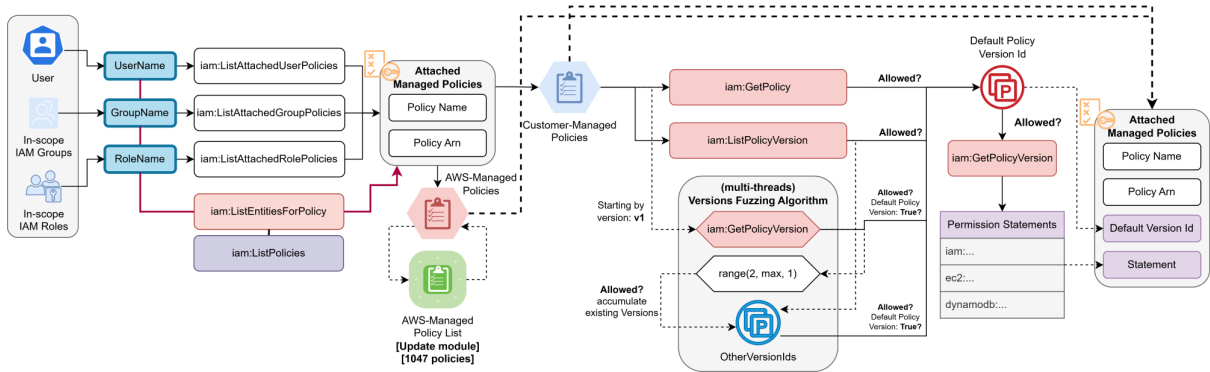 User
In-scope
IAM Groups
In-scope
IAM Roles
UserName
GroupName
RoleName
iam:ListAttachedUserPolicies
iam:ListAttachedGroupPolicies
iam:ListAttachedRolePolicies
iam:ListEntitiesForPolicy
iam:ListPolicies
Attached
Managed Policies
Policy Name
Policy Arn
AWS-Managed
Policies
AWS-Managed
Policy List
[Update module]
[1047 policies]
Customer-Managed
Policies
iam:GetPolicy
Allowed?
iam:ListPolicyVersion
Allowed?
Starting by
version: v1
(multi-threads)
Versions Fuzzing Algorithm
iam:GetPolicyVersion
range(2, max, 1)
Allowed?
accumulate
existing Versions
OtherVersionIds
Allowed?
Default Policy
Version: True?
Allowed?
Default Policy
Version: True?
Default Policy
Version Id
P
P
Allowed?
iam:GetPolicyVersion
Permission Statements
iam:...
ec2:...
dynamodb:...
Attached
Managed Policies
Policy Name
Policy Arn
Default Version Id
Statement